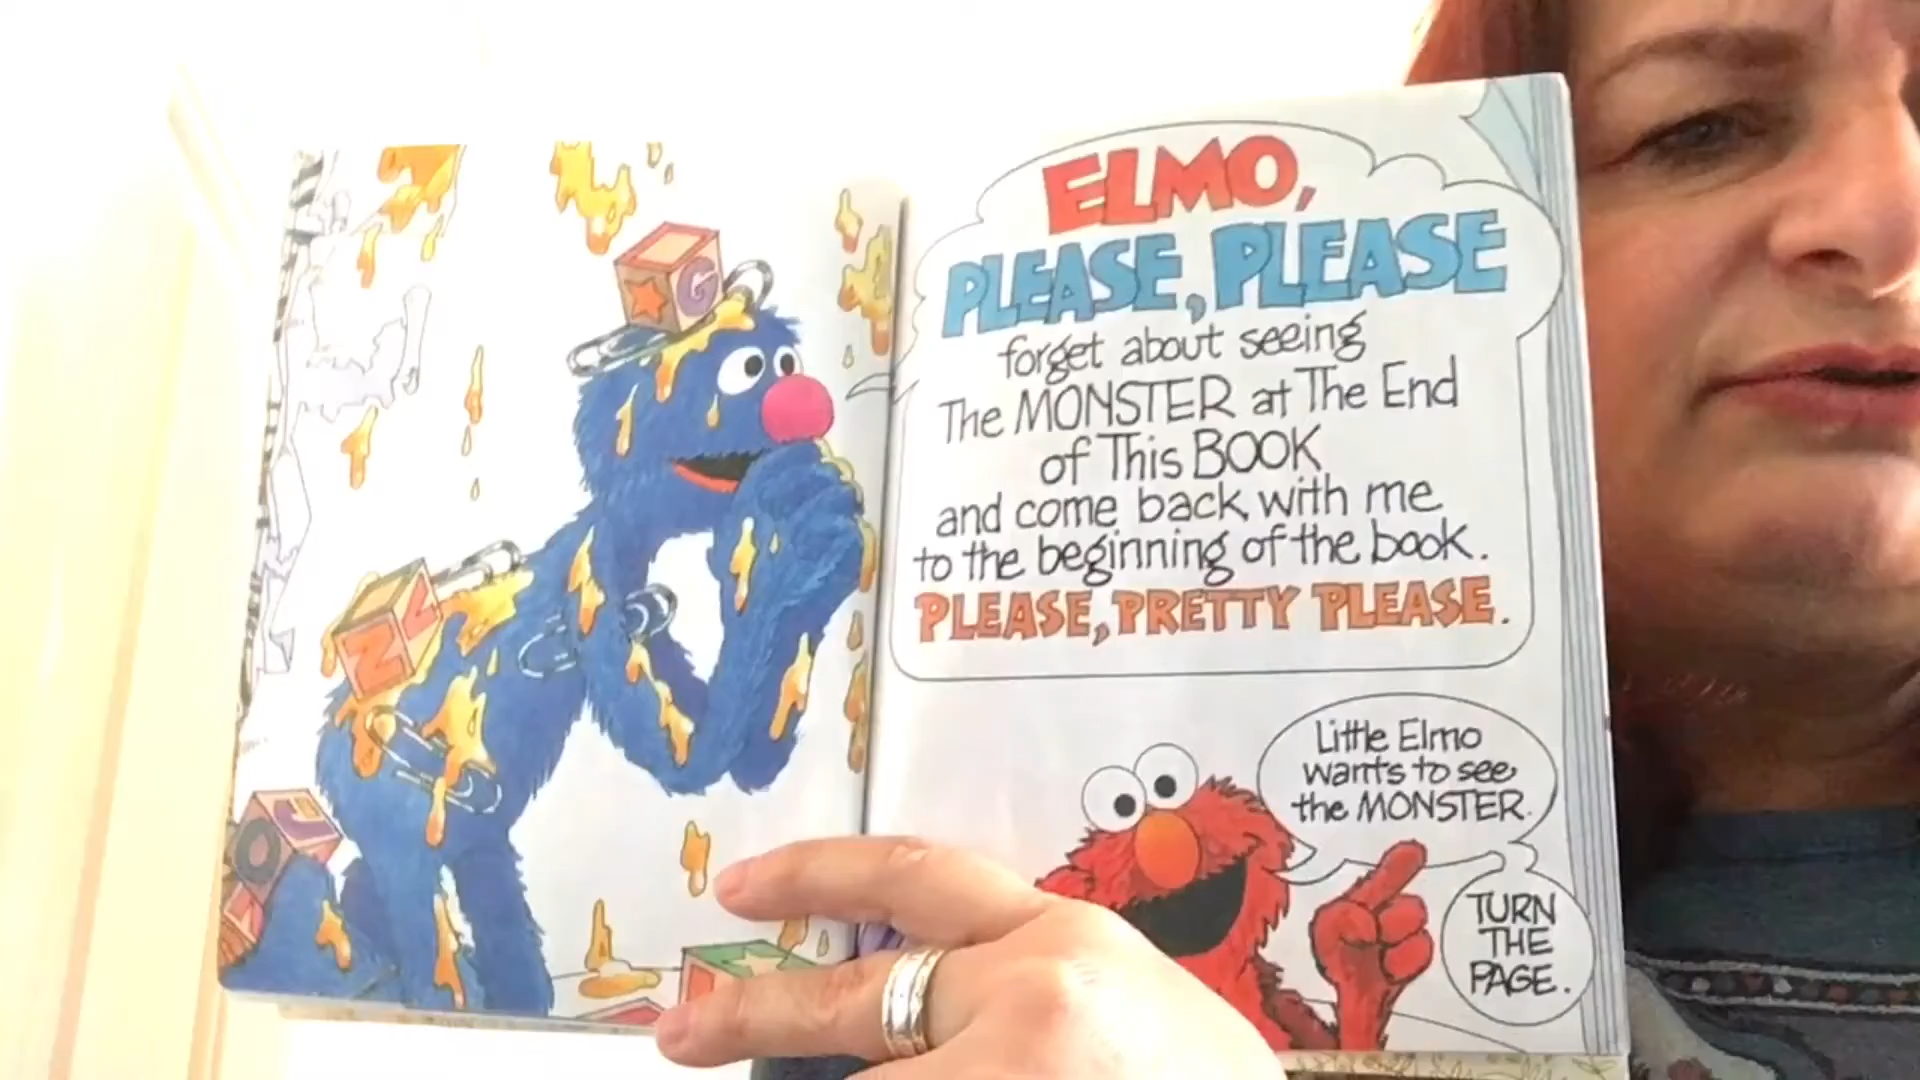 G
Z
ELMO,
PLEASE, PLEASE
forget about seeing
The MONSTER at The End
of This BOOK
and come back with me
to the beginning of the book.
PLEASE, PRETTY PLEASE.
Little Elmo
wants to see
the MONSTER.
TURN
THE
PAGE.